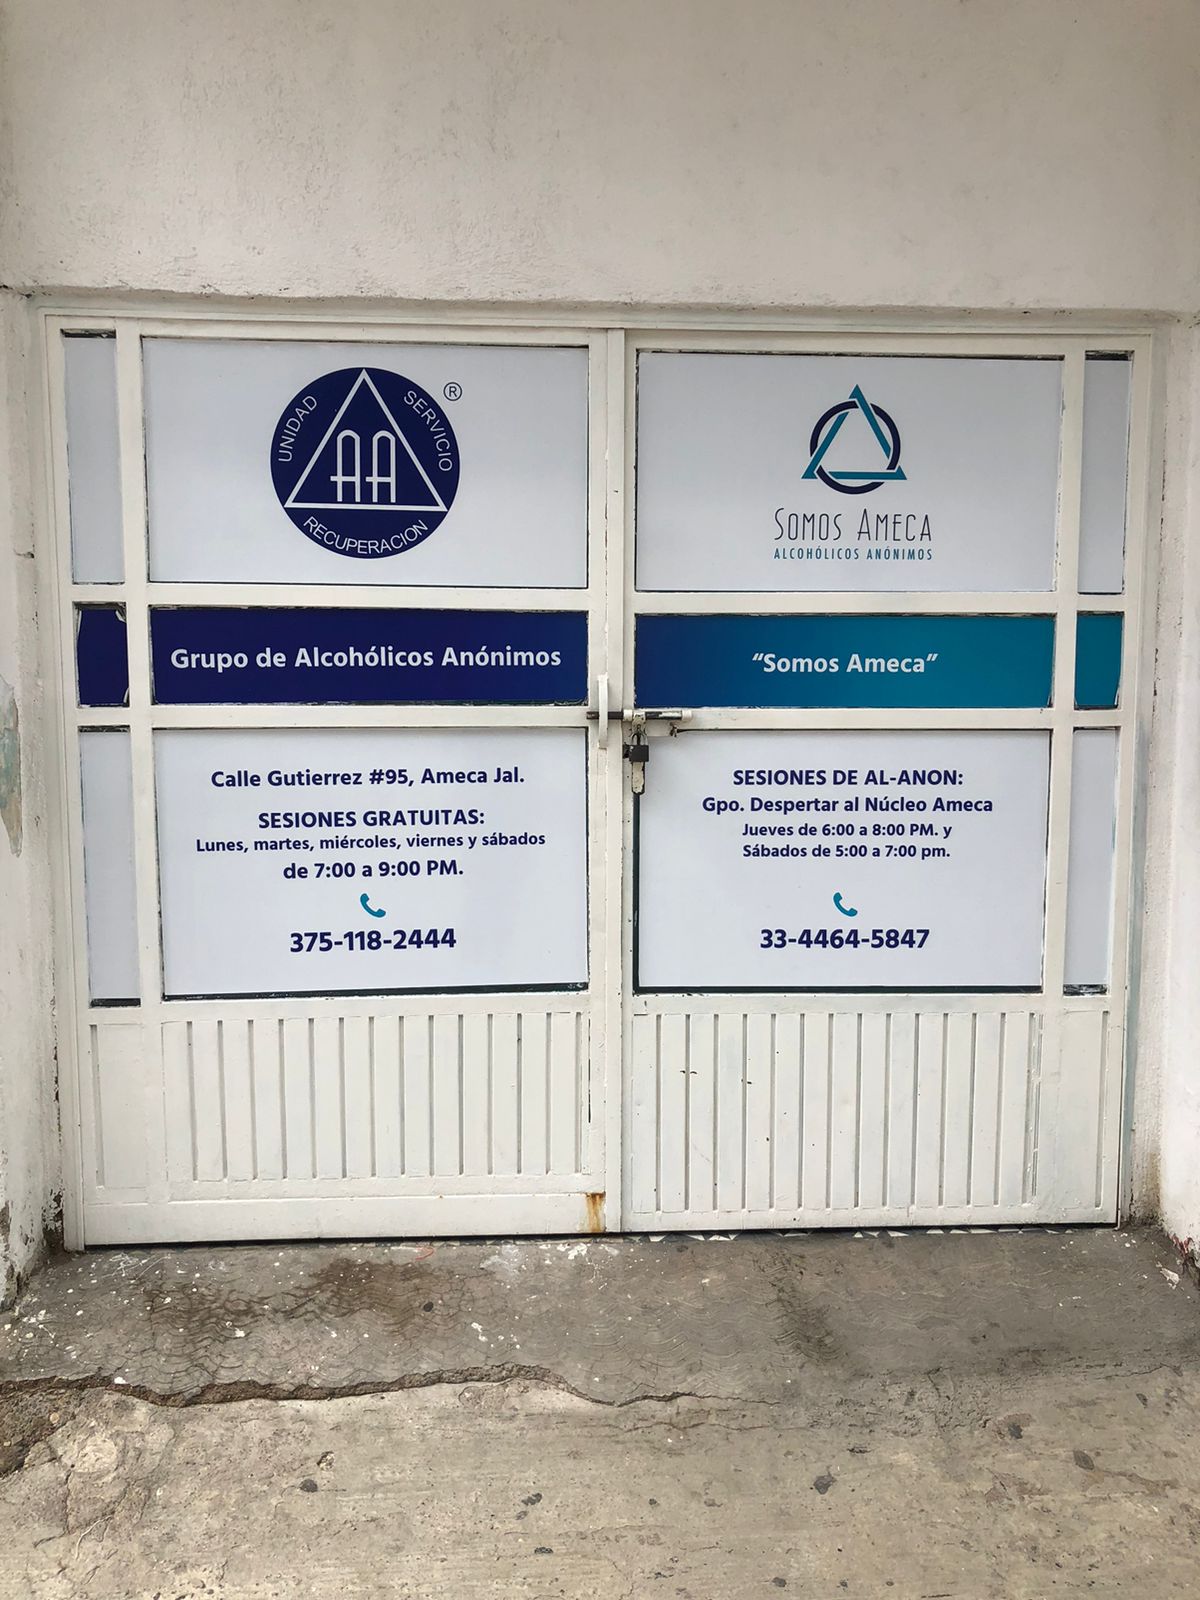 UNIDAD
SERVICIO
®
AA
RECUPERACION
Grupo de Alcohólicos Anónimos
Calle Gutierrez #95, Ameca Jal.
SESIONES GRATUITAS:
Lunes, martes, miércoles, viernes y sábados
de 7:00 a 9:00 PM.
375-118-2444
SOMOS AMECA
ALCOHÓLICOS ANÓNIMOS
“Somos Ameca”
SESIONES DE AL-ANON:
Gpo. Despertar al Núcleo Ameca
Jueves de 6:00 a 8:00 PM. y
Sábados de 5:00 a 7:00 pm.
33-4464-5847